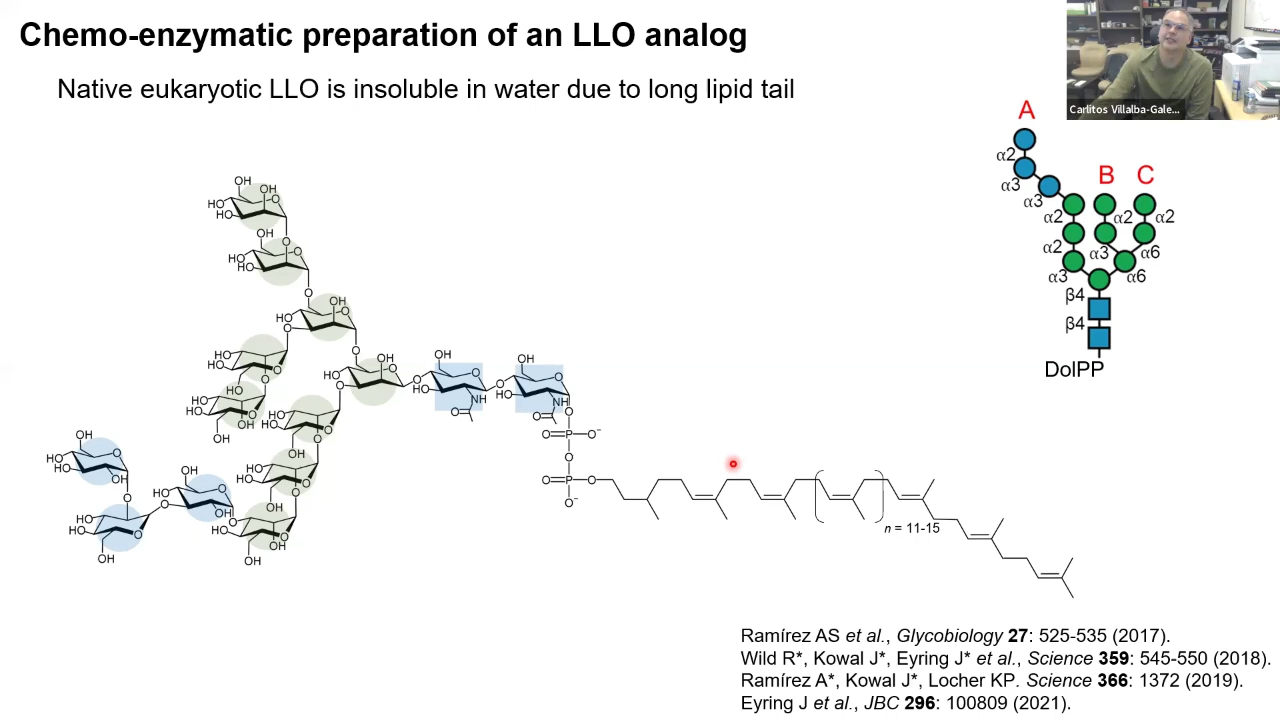 Chemo-enzymatic preparation of an LLO analog
Native eukaryotic LLO is insoluble in water due to long lipid tail
Carlitos Villalba-Gale...
A
B
C
α2
α3
α3
α2
α2
α2
α2
α3
α6
α3
α6
β4
β4
DolPP
n = 11-15
Ramírez AS et al., Glycobiology 27: 525-535 (2017).
Wild R*, Kowal J*, Eyring J* et al., Science 359: 545-550 (2018).
Ramírez A*, Kowal J*, Locher KP. Science 366: 1372 (2019).
Eyring J et al., JBC 296: 100809 (2021).